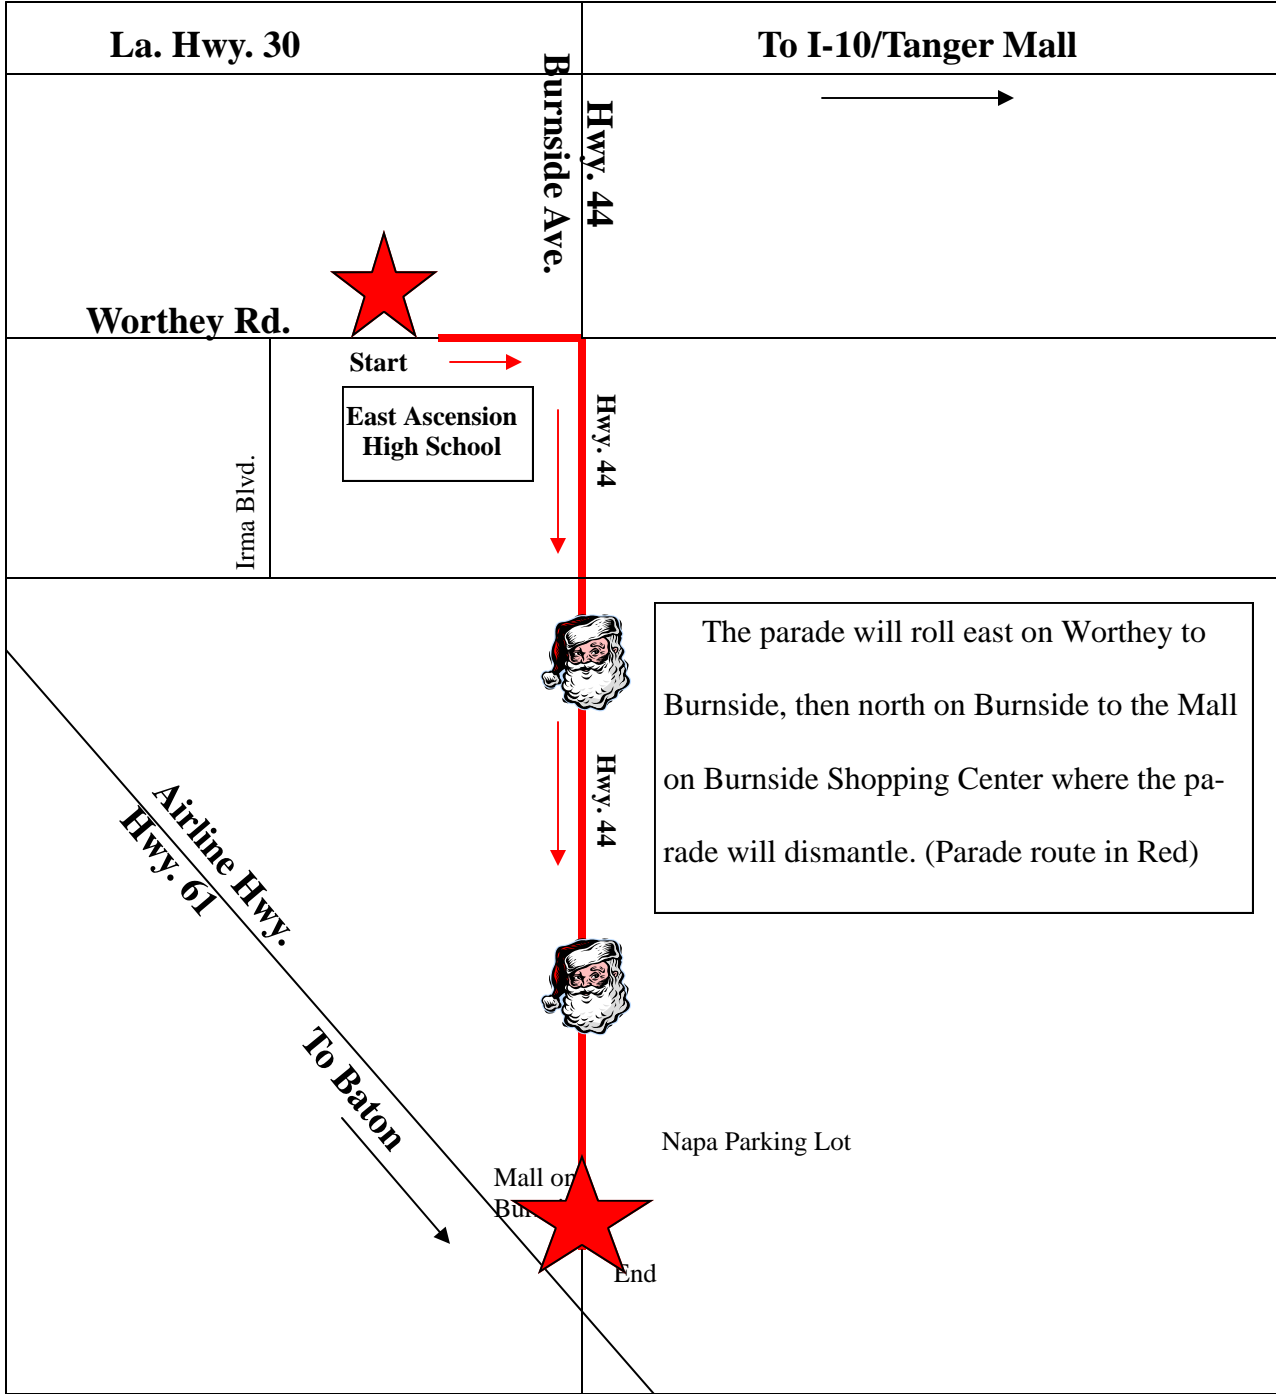 La. Hwy. 30
To I-10/Tanger Mall
Burnside Ave.
Hwy. 44
Worthey Rd.
Start
East Ascension
High School
Irma Blvd.
Hwy. 44
The parade will roll east on Worthey to
Burnside, then north on Burnside to the Mall
on Burnside Shopping Center where the pa-
rade will dismantle. (Parade route in Red)
Hwy. 44
Airline Hwy.
Hwy. 61
To Baton
Napa Parking Lot
Mall on
End